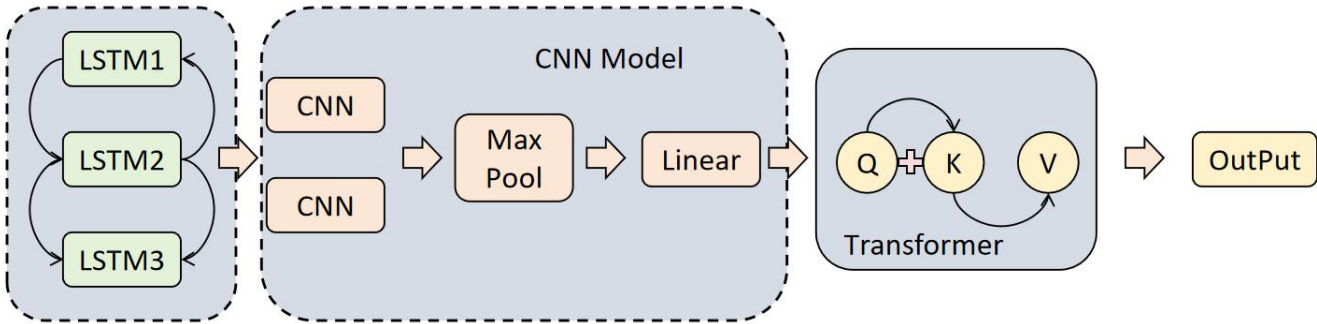 LSTM1
LSTM2
LSTM3
CNN Model
CNN
CNN
Max
Pool
Linear
Q
K
V
Transformer
OutPut